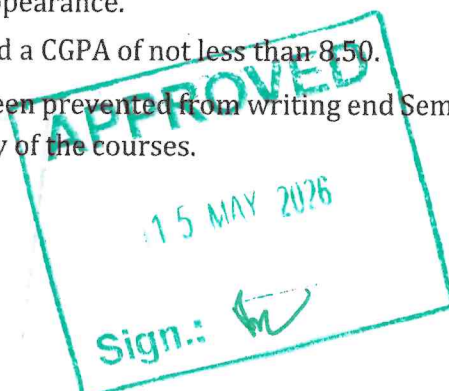 pearance.
d a CGPA of not less than 8.50.
een prevented from writing end Sem
y of the courses.
APPROVED
15 MAY 2026
Sign.: